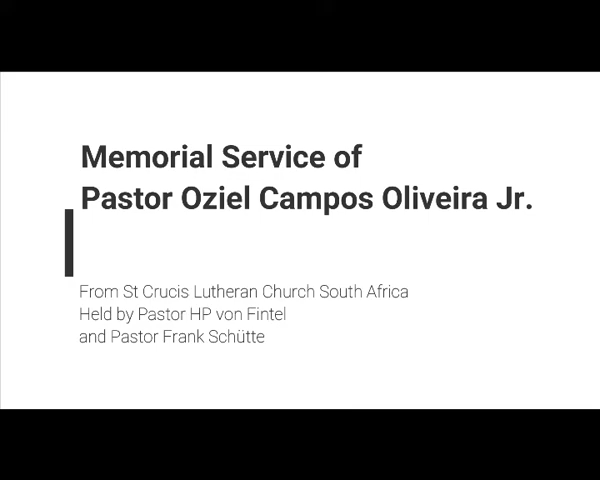 Memorial Service of
Pastor Oziel Campos Oliveira Jr.
From St Crucis Lutheran Church South Africa
Held by Pastor HP von Fintel
and Pastor Frank Schütte